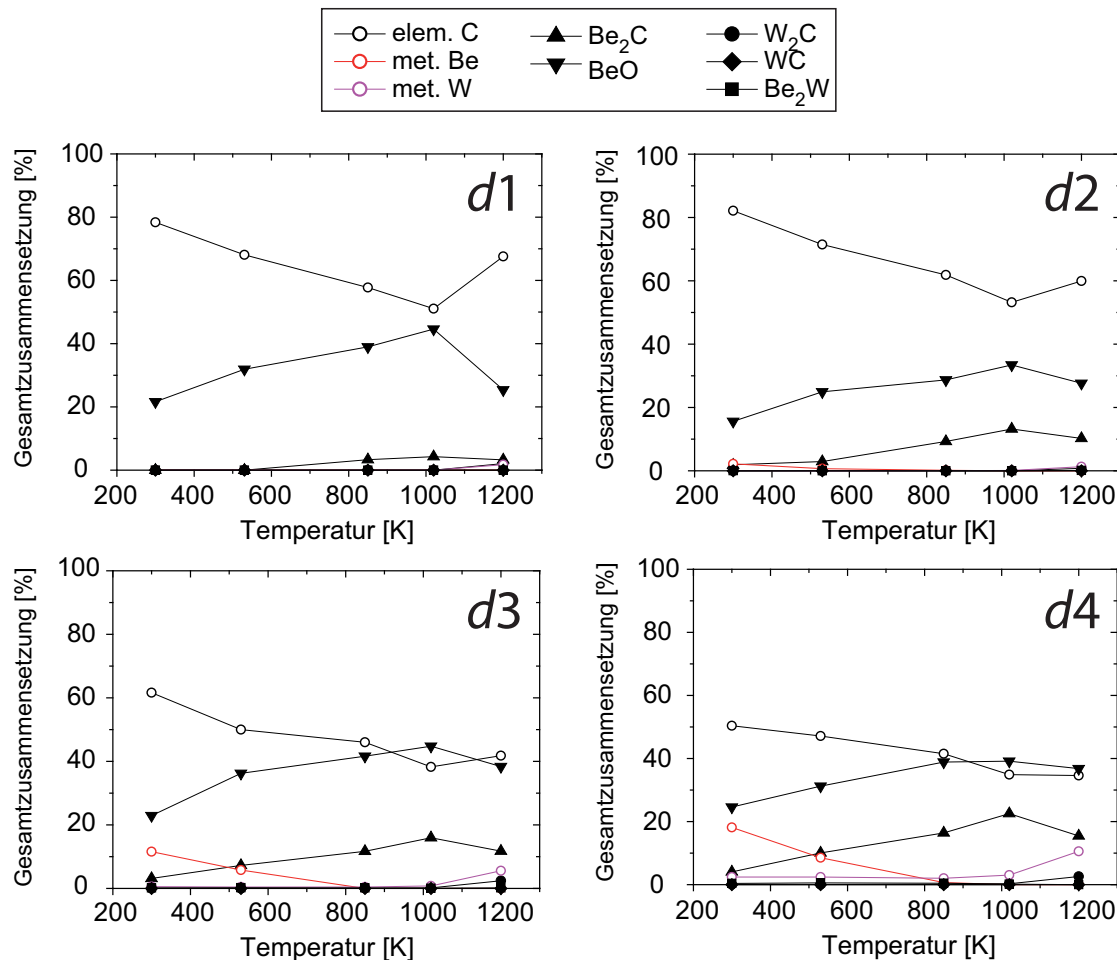 elem. C
met. Be
met. W
Be2C
BeO
W2C
WC
Be2W
Gesamtzusammensetzung [%]
100
80
60
40
20
0
d1
200 400 600 800 1000 1200
Temperatur [K]
Gesamtzusammensetzung [%]
100
80
60
40
20
0
d2
200 400 600 800 1000 1200
Temperatur [K]
Gesamtzusammensetzung [%]
100
80
60
40
20
0
d3
200 400 600 800 1000 1200
Temperatur [K]
Gesamtzusammensetzung [%]
100
80
60
40
20
0
d4
200 400 600 800 1000 1200
Temperatur [K]